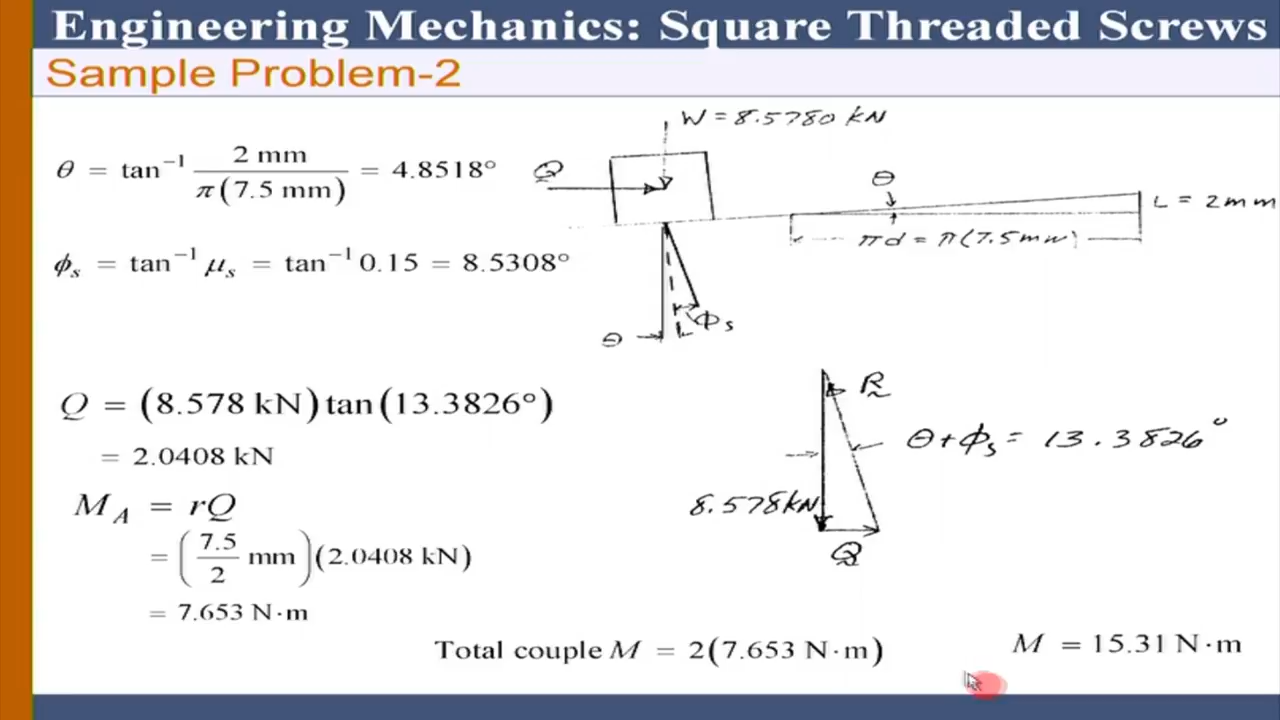 Engineering Mechanics: Square Threaded Screws
Sample Problem-2
W = 8.5780 kN
θ = tan⁻¹ 2 mm / π(7.5 mm) = 4.8518°
Q
θ
L = 2mm
πd = π(7.5mm)
ϕₛ = tan⁻¹ μₛ = tan⁻¹ 0.15 = 8.5308°
ϕₛ
θ
R
Q = (8.578 kN) tan(13.3826°)
θ+ϕₛ = 13.3826°
= 2.0408 kN
M_A = rQ
8.578kN
= (7.5/2 mm)(2.0408 kN)
Q
= 7.653 N·m
Total couple M = 2(7.653 N·m)
M = 15.31 N·m